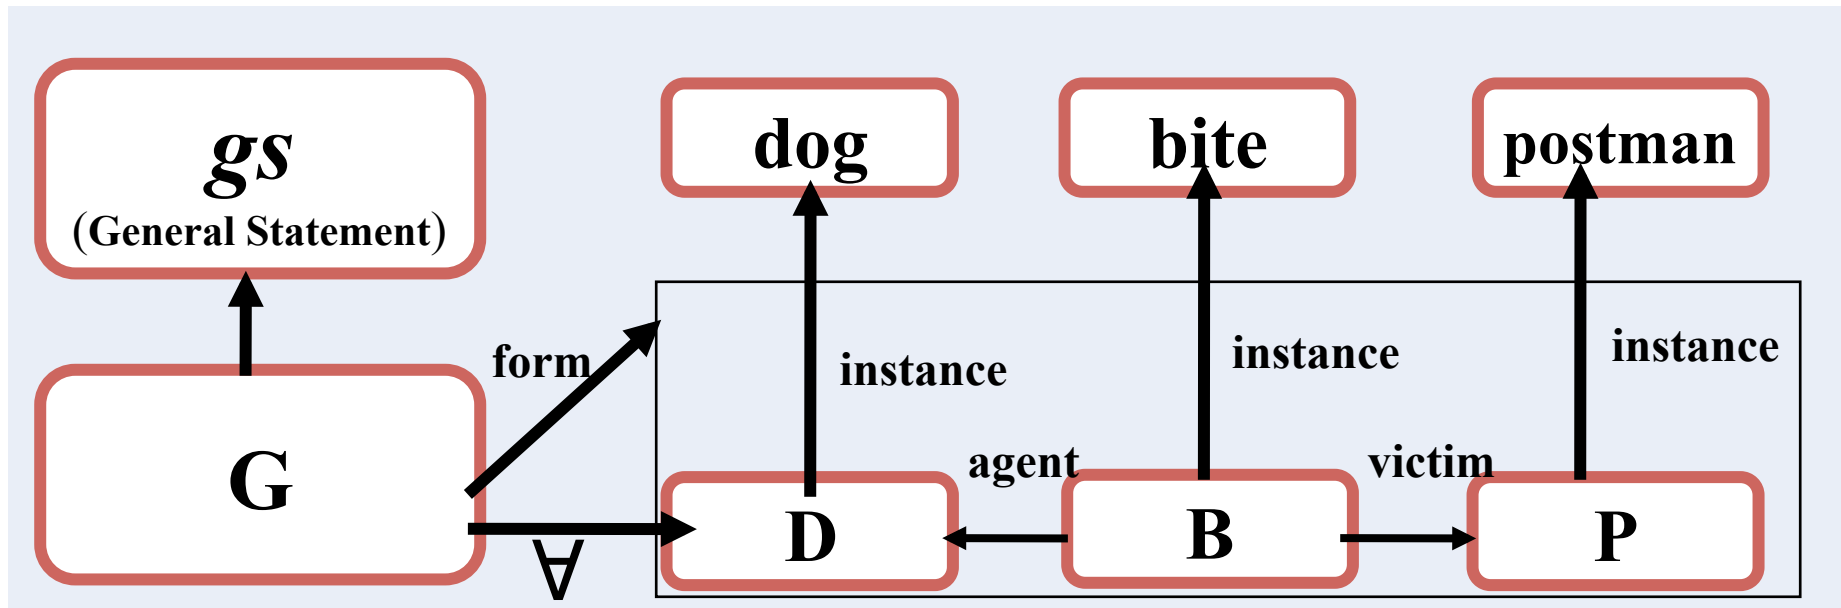 gs
(General Statement)
dog
bite
postman
form
instance
instance
instance
agent
victim
G
∀
D
B
P